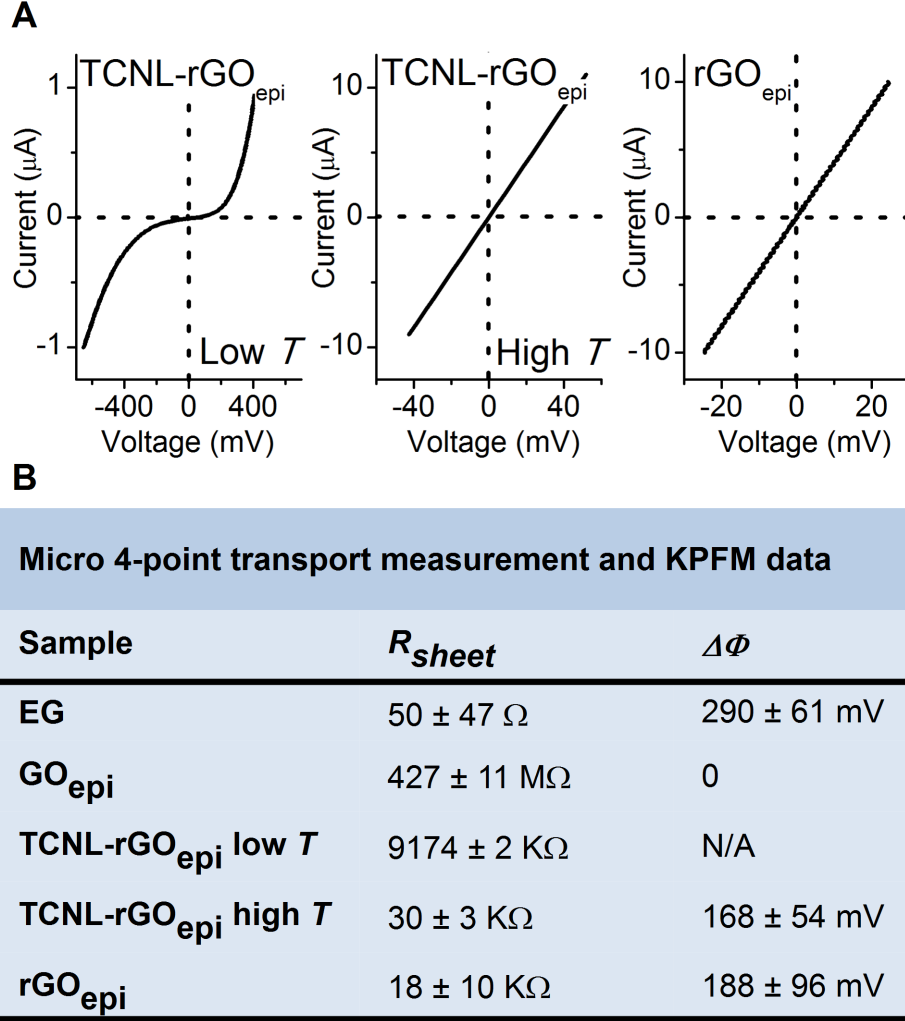 A
TCNL-rGOepi
1
0
-1
Current (μA)
Low T
-400 0 400
Voltage (mV)
TCNL-rGOepi
10
0
-10
Current (μA)
High T
-40 0 40
Voltage (mV)
rGOepi
10
0
-10
Current (μA)
-20 0 20
Voltage (mV)
B
Micro 4-point transport measurement and KPFM data
Sample Rsheet ΔΦ
EG 50 ± 47 Ω 290 ± 61 mV
GOepi 427 ± 11 MΩ 0
TCNL-rGOepi low T 9174 ± 2 KΩ N/A
TCNL-rGOepi high T 30 ± 3 KΩ 168 ± 54 mV
rGOepi 18 ± 10 KΩ 188 ± 96 mV